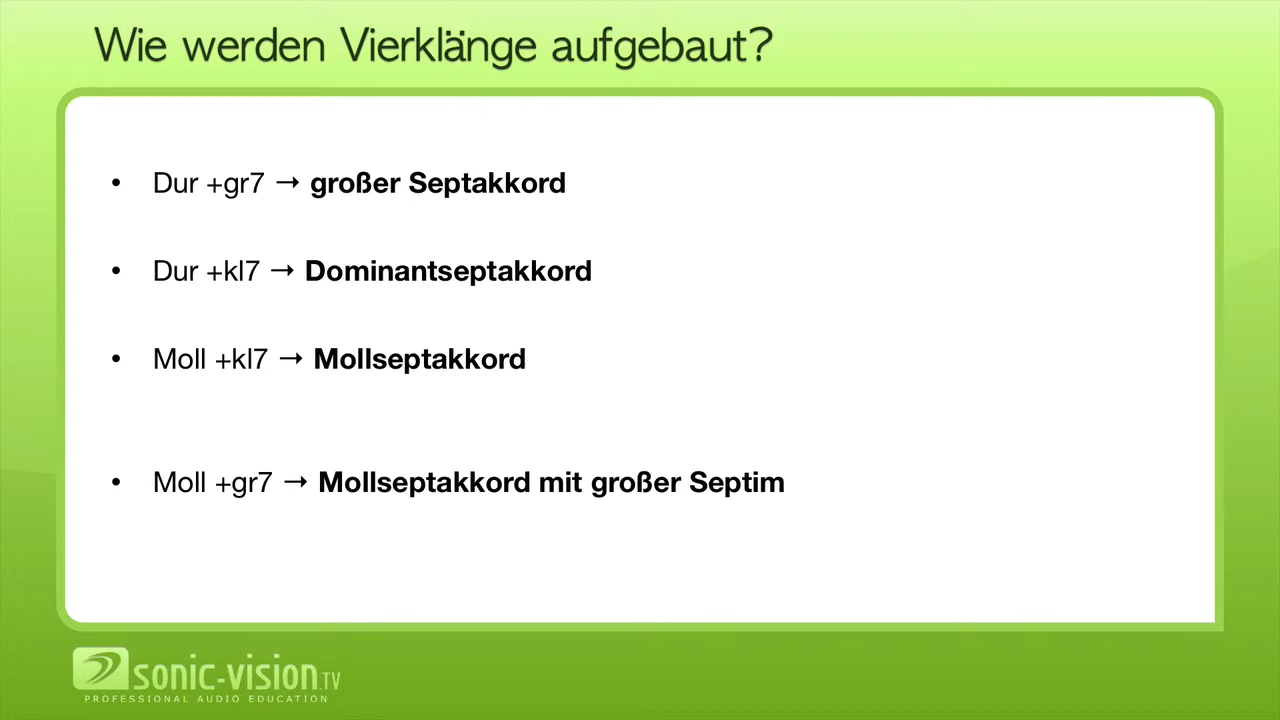 Wie werden Vierklänge aufgebaut?
• Dur +gr7 → großer Septakkord
• Dur +kl7 → Dominantseptakkord
• Moll +kl7 → Mollseptakkord
• Moll +gr7 → Mollseptakkord mit großer Septim
sonic-vision.TV
PROFESSIONAL AUDIO EDUCATION